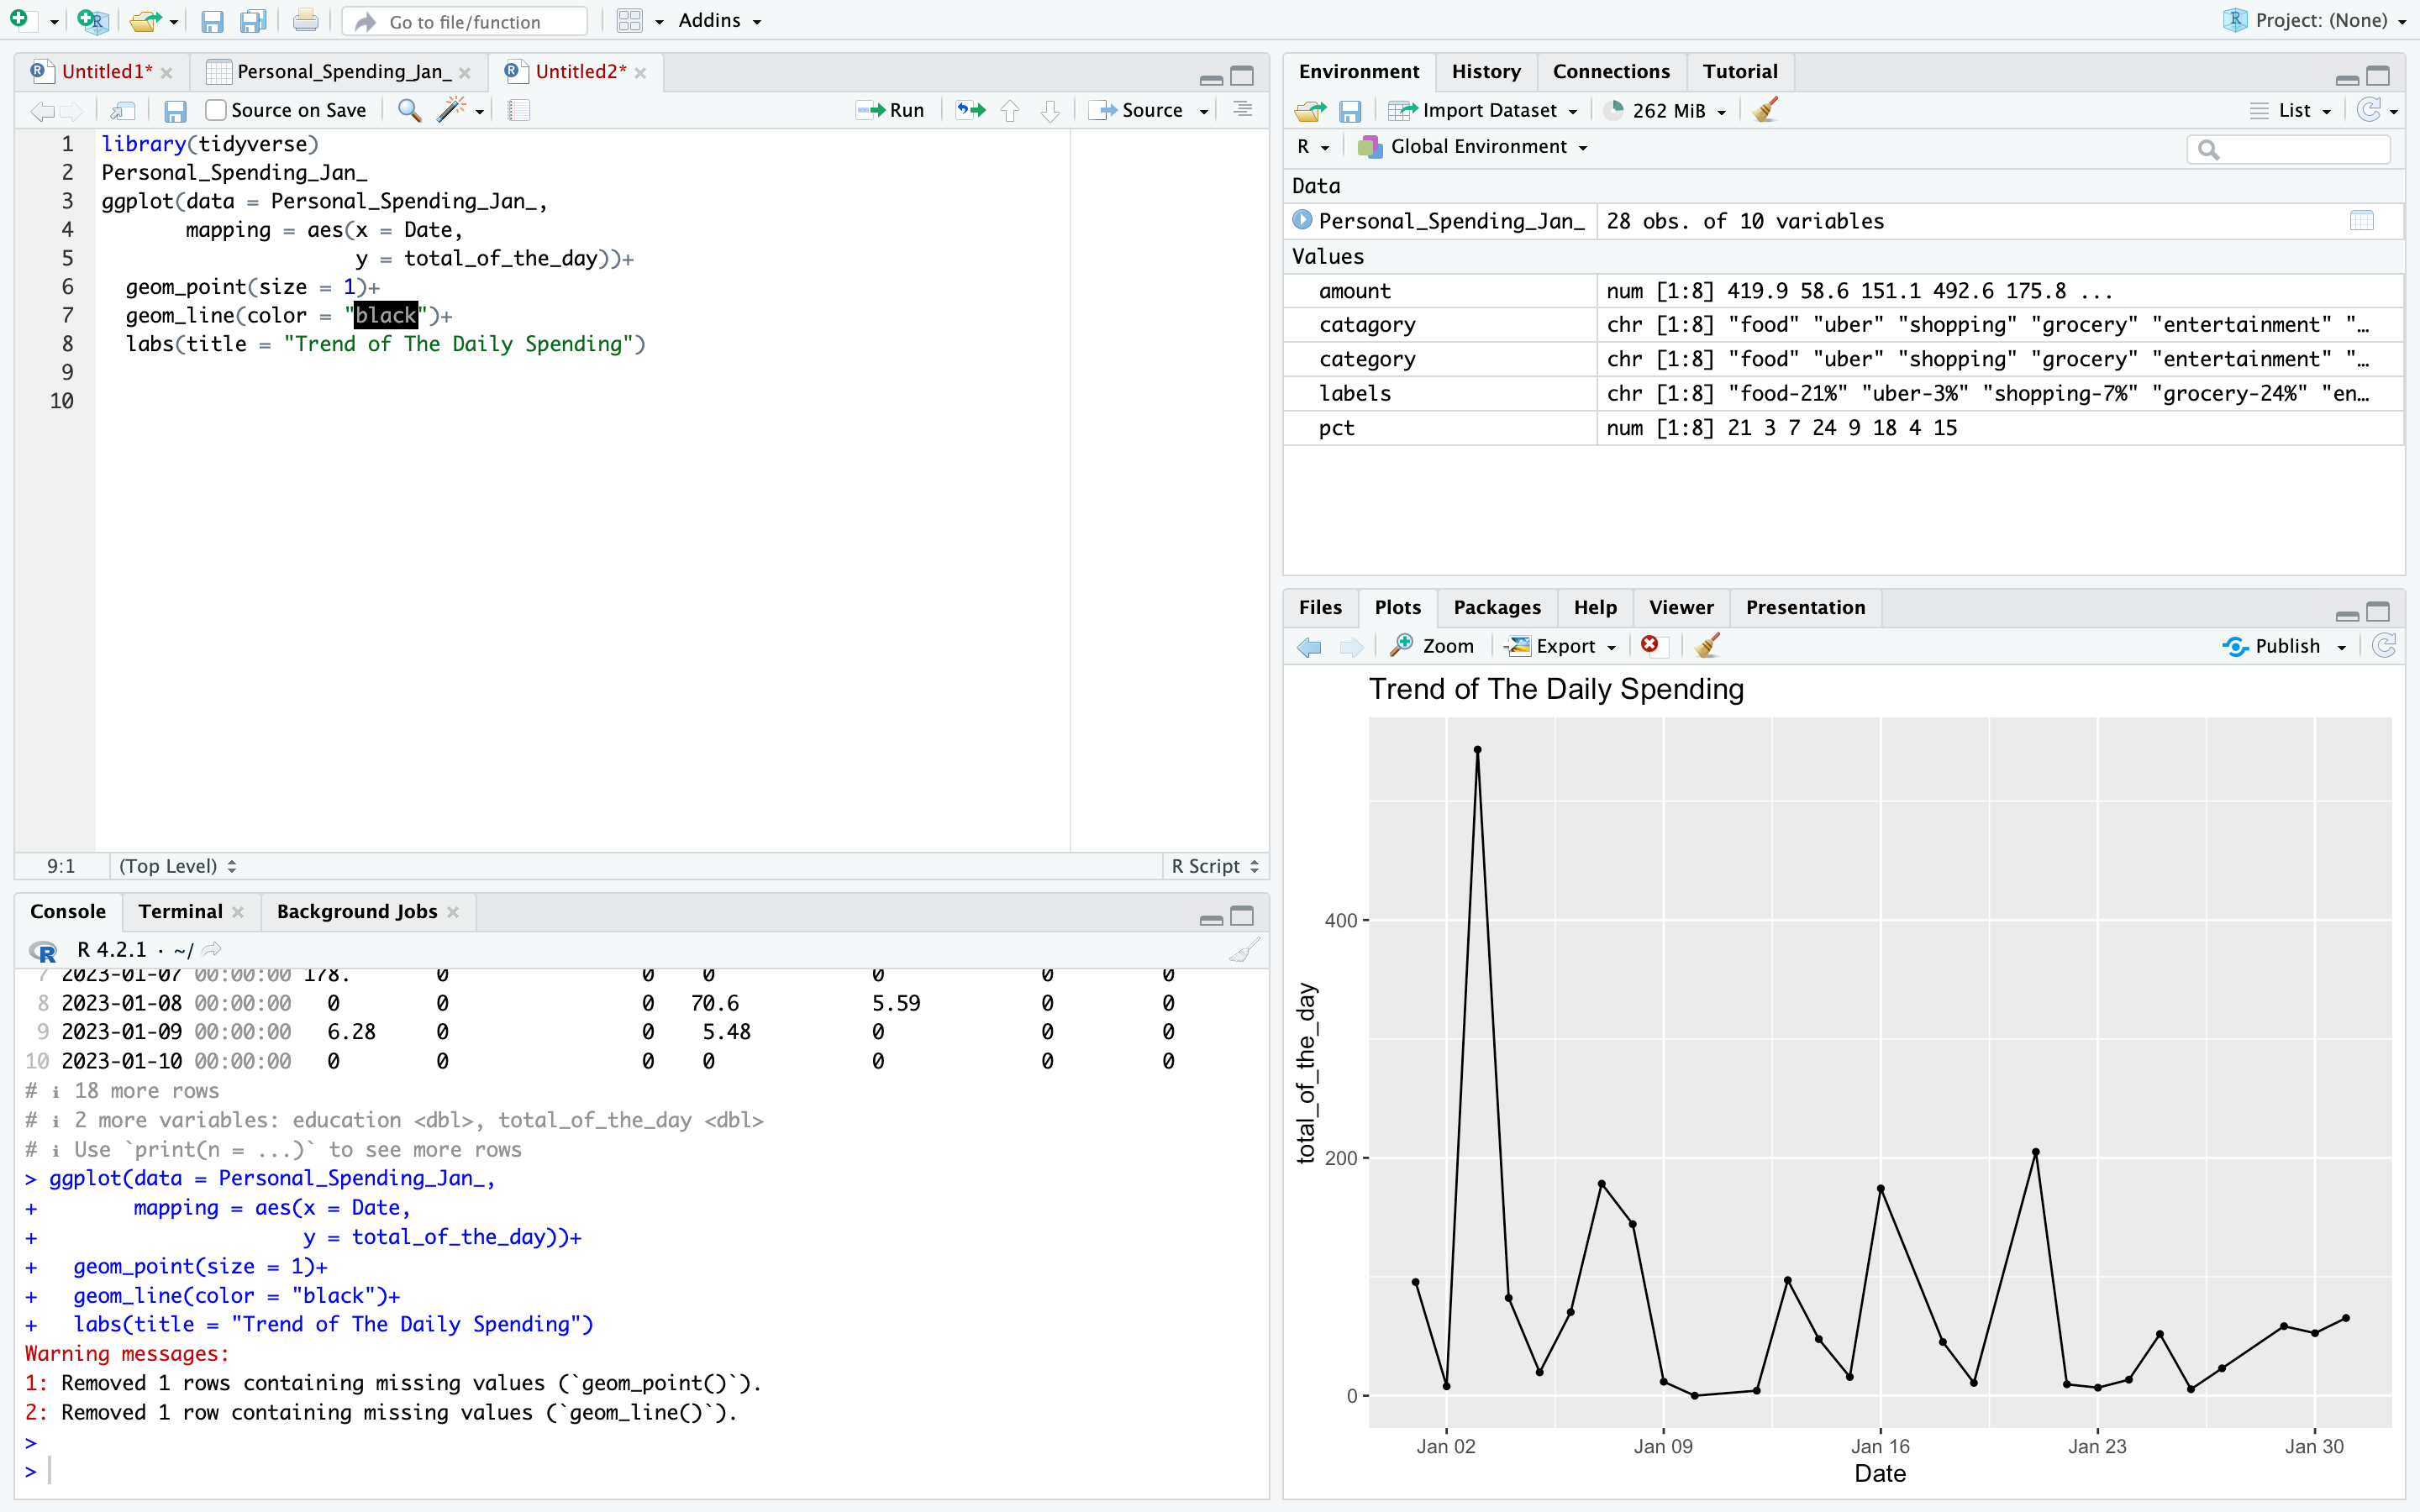 Go to file/function Addins Project: (None)
Untitled1* Personal_Spending_Jan_ Untitled2*
Source on Save Run Source
1 library(tidyverse)
2 Personal_Spending_Jan_
3 ggplot(data = Personal_Spending_Jan_,
4 mapping = aes(x = Date,
5 y = total_of_the_day))+
6 geom_point(size = 1)+
7 geom_line(color = "black")+
8 labs(title = "Trend of The Daily Spending")
9
10
9:1 (Top Level) R Script
Console Terminal Background Jobs
R R 4.2.1 · ~/
7 2023-01-07 00:00:00 178. 0 0 0 0 0 0
8 2023-01-08 00:00:00 0 0 0 70.6 5.59 0 0
9 2023-01-09 00:00:00 6.28 0 0 5.48 0 0 0
10 2023-01-10 00:00:00 0 0 0 0 0 0 0
# ℹ 18 more rows
# ℹ 2 more variables: education <dbl>, total_of_the_day <dbl>
# ℹ Use `print(n = ...)` to see more rows
> ggplot(data = Personal_Spending_Jan_,
+ mapping = aes(x = Date,
+ y = total_of_the_day))+
+ geom_point(size = 1)+
+ geom_line(color = "black")+
+ labs(title = "Trend of The Daily Spending")
Warning messages:
1: Removed 1 rows containing missing values (`geom_point()`).
2: Removed 1 row containing missing values (`geom_line()`).
>
>
Environment History Connections Tutorial
Import Dataset 262 MiB List
R Global Environment
Data
Personal_Spending_Jan_ 28 obs. of 10 variables
Values
amount num [1:8] 419.9 58.6 151.1 492.6 175.8 ...
catagory chr [1:8] "food" "uber" "shopping" "grocery" "entertainment" "…
category chr [1:8] "food" "uber" "shopping" "grocery" "entertainment" "…
labels chr [1:8] "food-21%" "uber-3%" "shopping-7%" "grocery-24%" "en…
pct num [1:8] 21 3 7 24 9 18 4 15
Files Plots Packages Help Viewer Presentation
Zoom Export Publish
Trend of The Daily Spending
400
200
0
total_of_the_day
Jan 02 Jan 09 Jan 16 Jan 23 Jan 30
Date